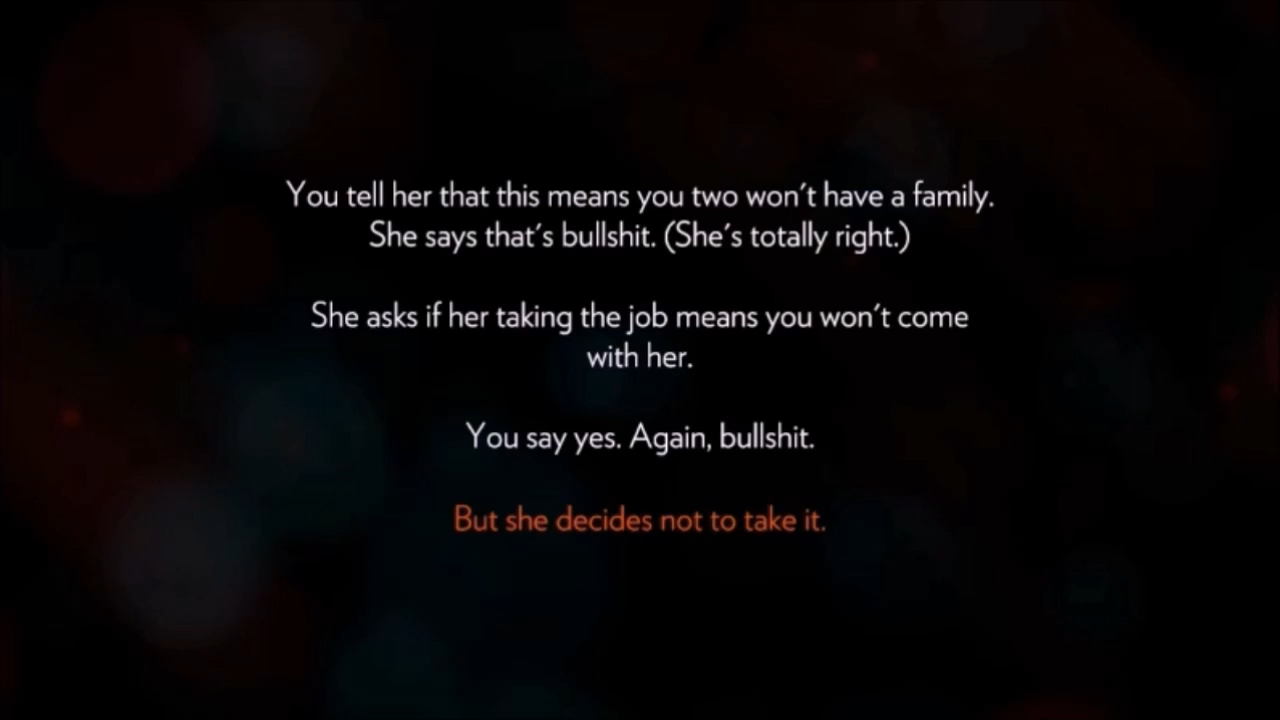 You tell her that this means you two won't have a family.
She says that's bullshit. (She's totally right.)
She asks if her taking the job means you won't come
with her.
You say yes. Again, bullshit.
But she decides not to take it.